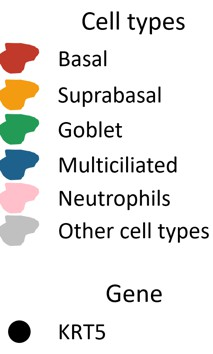 Cell types
Basal
Suprabasal
Goblet
Multiciliated
Neutrophils
Other cell types
Gene
KRT5